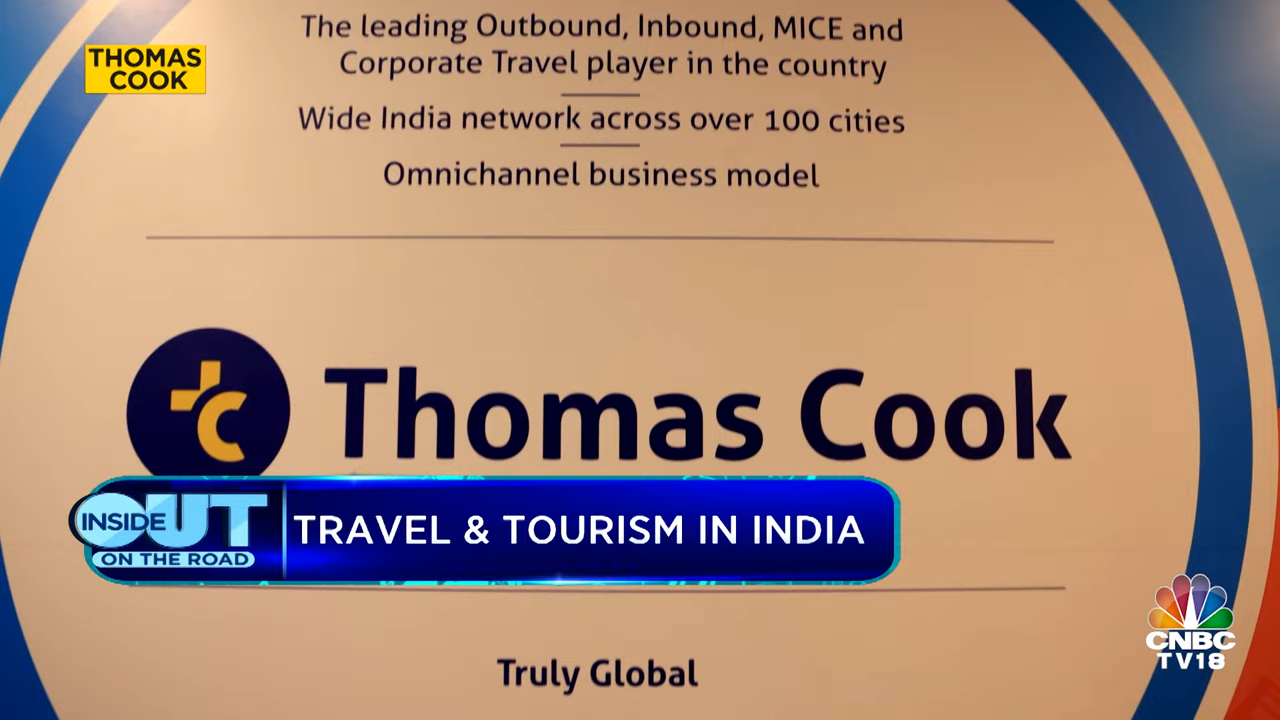 THOMAS
COOK
The leading Outbound, Inbound, MICE and
Corporate Travel player in the country
Wide India network across over 100 cities
Omnichannel business model
tc
Thomas Cook
INSIDE OUT
ON THE ROAD
TRAVEL & TOURISM IN INDIA
Truly Global
CNBC
TV18